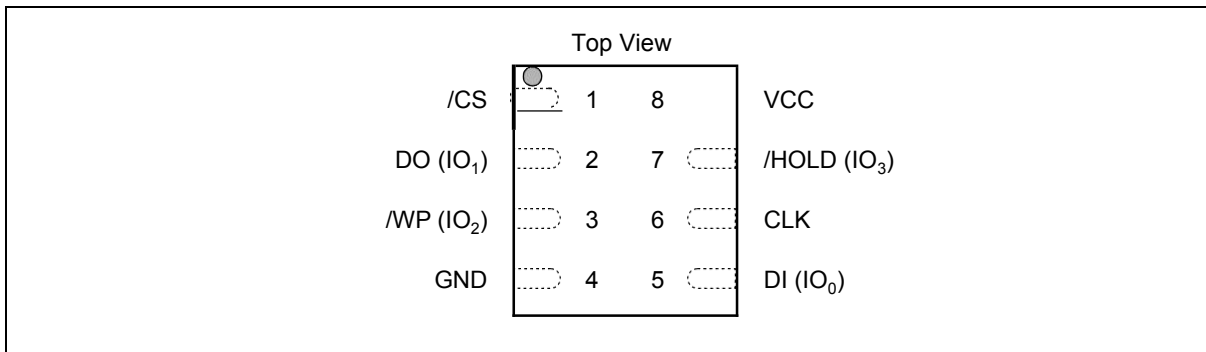 Top View
/CS 1 8 VCC
DO (IO₁) 2 7 /HOLD (IO₃)
/WP (IO₂) 3 6 CLK
GND 4 5 DI (IO₀)